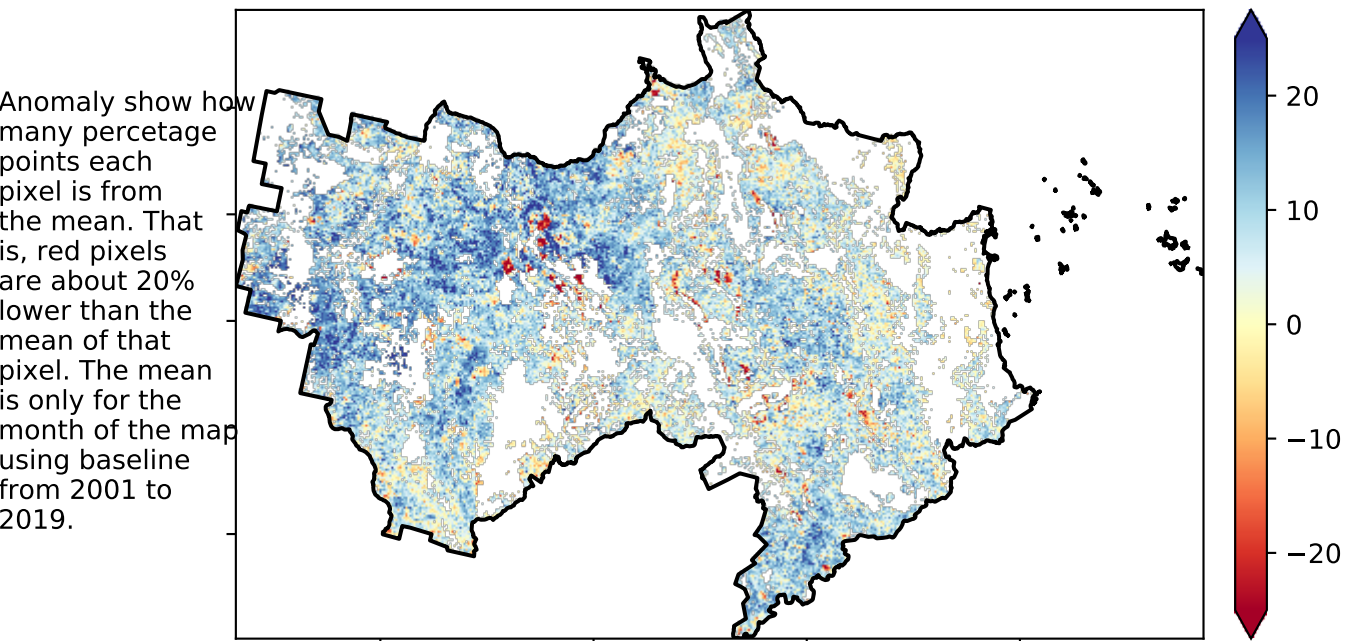 Anomaly show how
many percetage
points each
pixel is from
the mean. That
is, red pixels
are about 20%
lower than the
mean of that
pixel. The mean
is only for the
month of the map
using baseline
from 2001 to
2019.
20
10
0
−10
−20